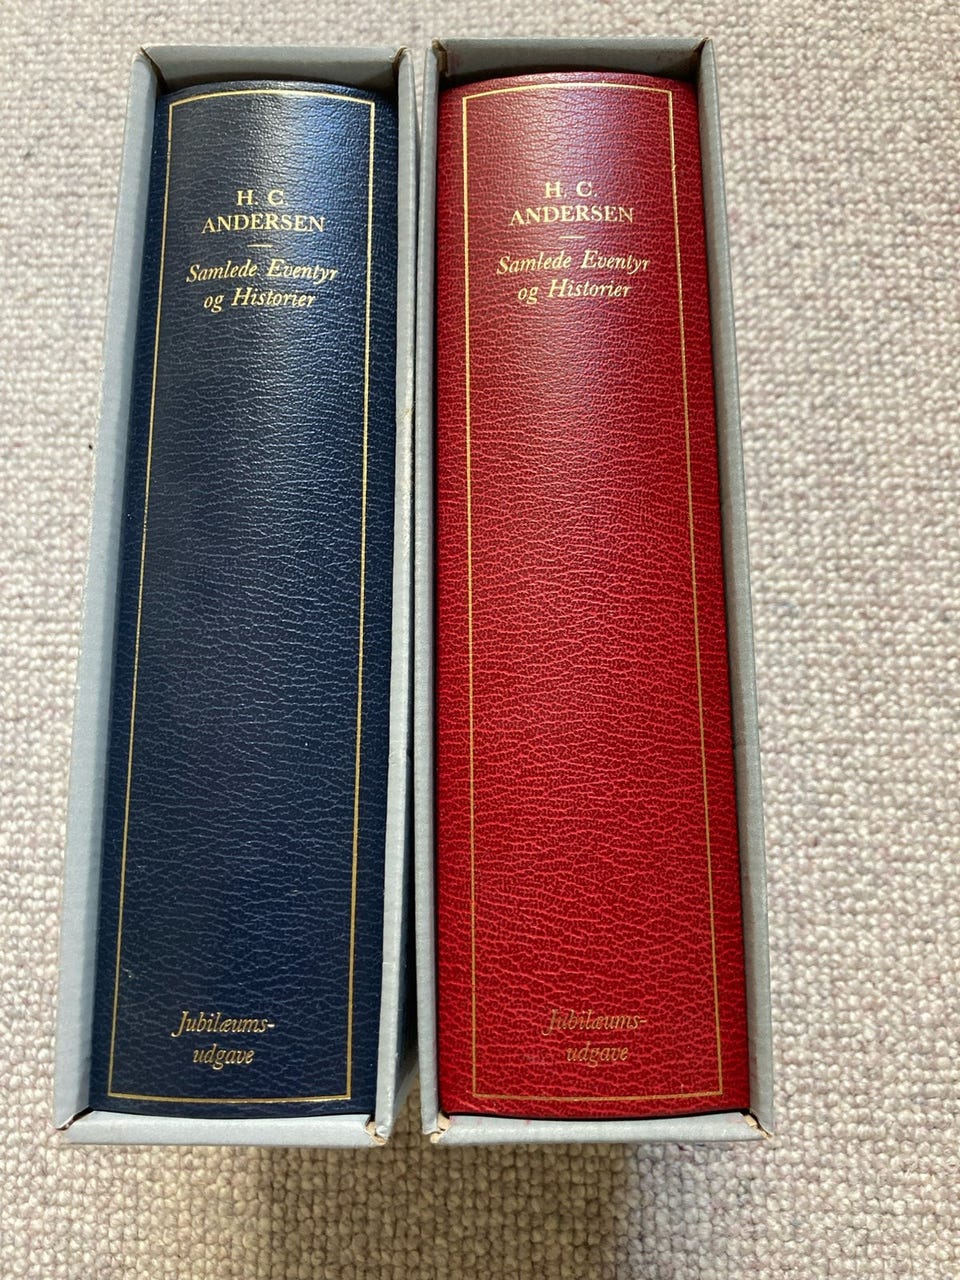 H. C.
ANDERSEN
Samlede Eventyr
og Historier
Jubilæums-
udgave
H. C.
ANDERSEN
Samlede Eventyr
og Historier
Jubilæums-
udgave